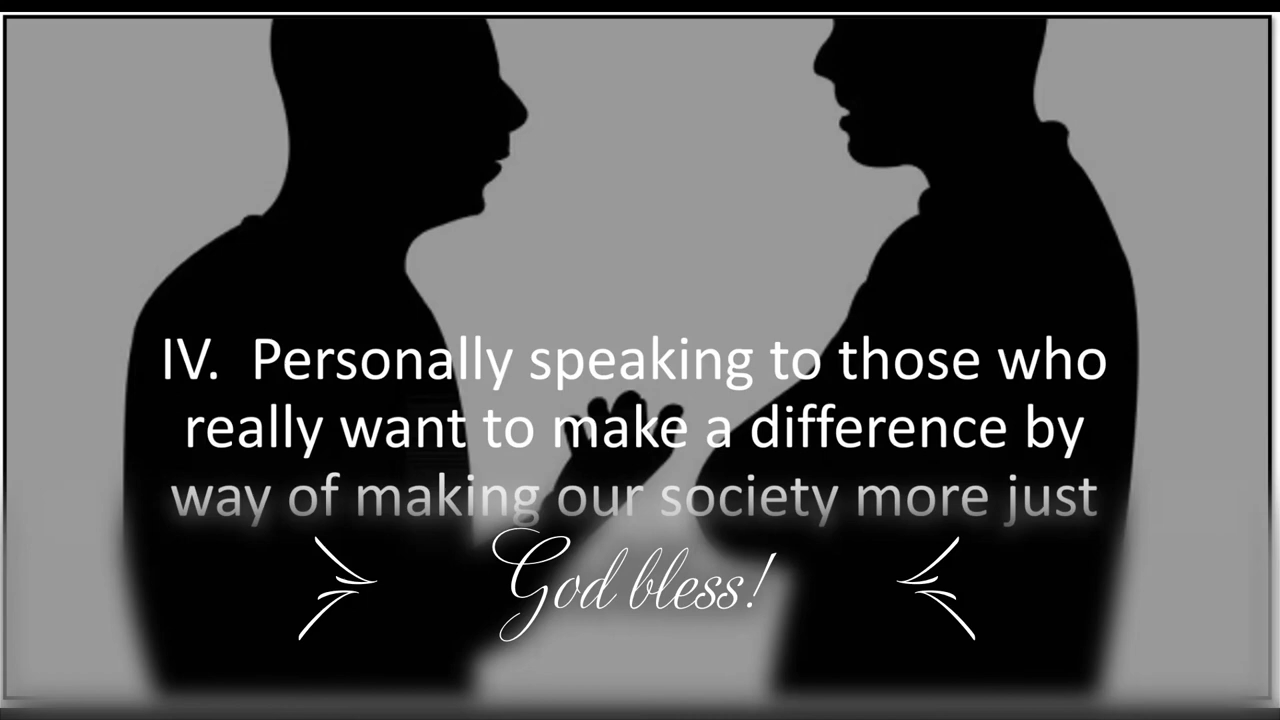 IV.  Personally speaking to those who
really want to make a difference by
way of making our society more just
God bless!